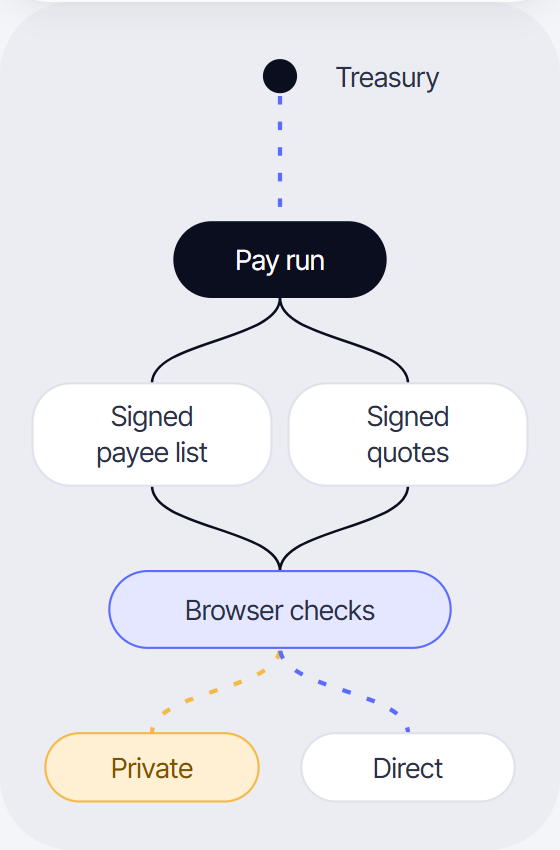 Treasury
Pay run
Signed
payee list
Signed
quotes
Browser checks
Private
Direct